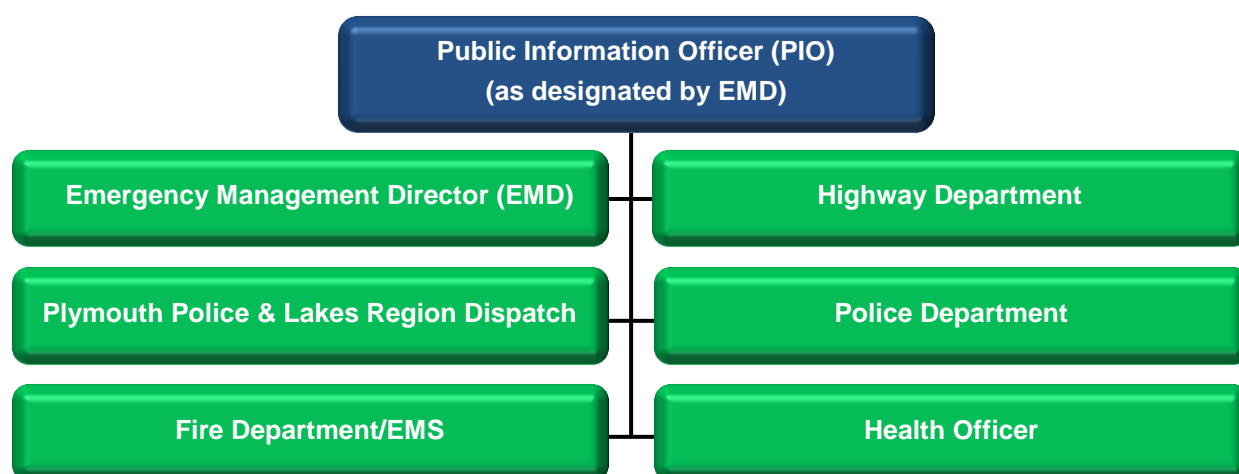 Public Information Officer (PIO)
(as designated by EMD)
Emergency Management Director (EMD)
Highway Department
Plymouth Police & Lakes Region Dispatch
Police Department
Fire Department/EMS
Health Officer